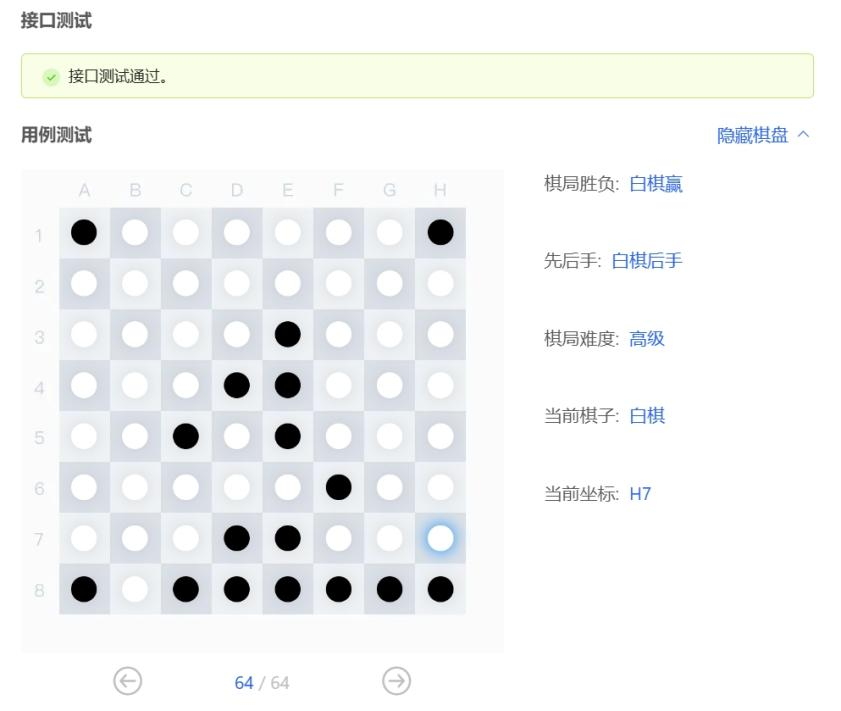 接口测试
接口测试通过。
用例测试
隐藏棋盘
A B C D E F G H
1
2
3
4
5
6
7
8
棋局胜负: 白棋赢
先后手: 白棋后手
棋局难度: 高级
当前棋子: 白棋
当前坐标: H7
64 / 64